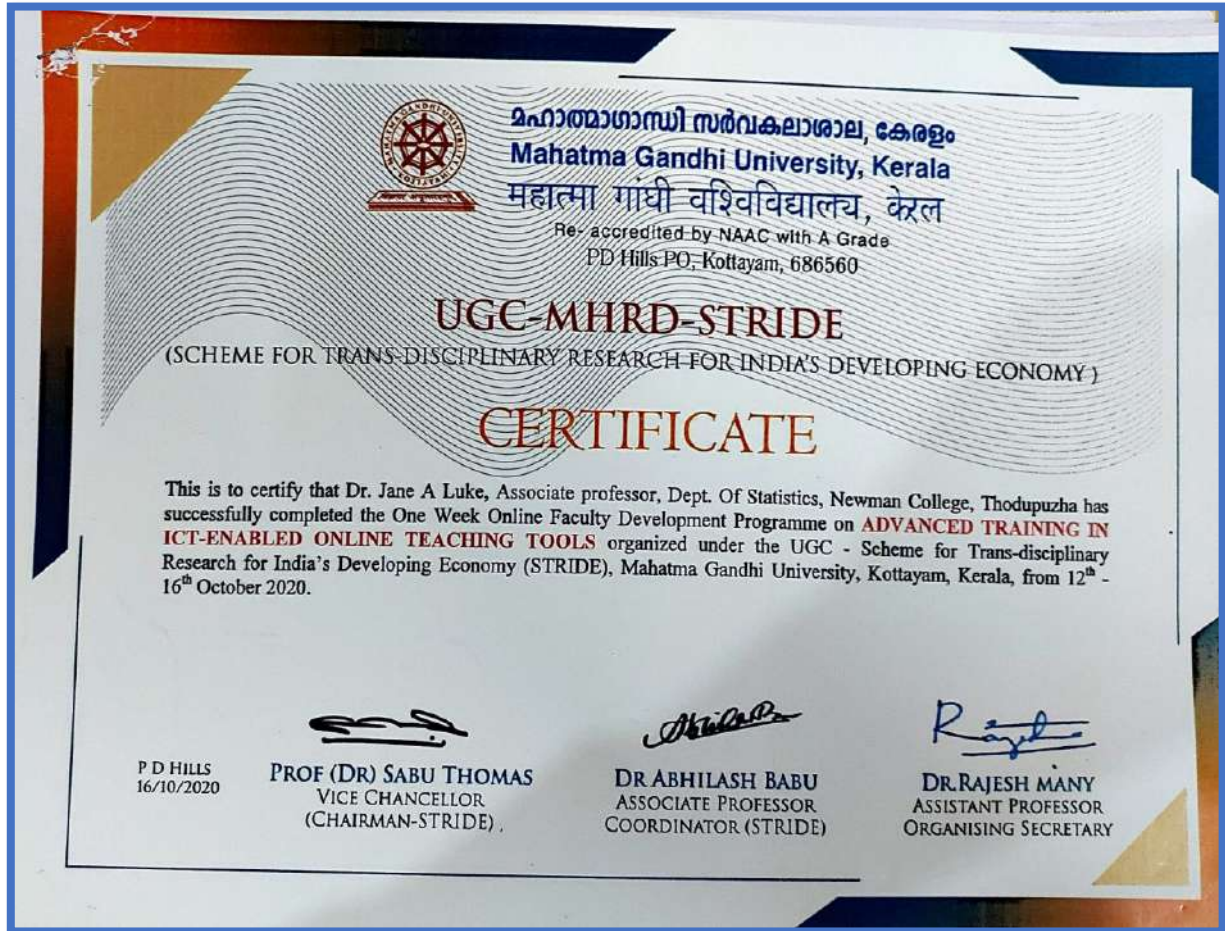 മഹാത്മാഗാന്ധി സർവകലാശാല, കേരളം
Mahatma Gandhi University, Kerala
महात्मा गांधी वश्विविद्यालय, केरल
Re- accredited by NAAC with A Grade
PD Hills PO, Kottayam, 686560
UGC-MHRD-STRIDE
(SCHEME FOR TRANS-DISCIPLINARY RESEARCH FOR INDIA'S DEVELOPING ECONOMY )
CERTIFICATE
This is to certify that Dr. Jane A Luke, Associate professor, Dept. Of Statistics, Newman College, Thodupuzha has
successfully completed the One Week Online Faculty Development Programme on ADVANCED TRAINING IN
ICT-ENABLED ONLINE TEACHING TOOLS organized under the UGC - Scheme for Trans-disciplinary
Research for India's Developing Economy (STRIDE), Mahatma Gandhi University, Kottayam, Kerala, from 12th -
16th October 2020.
P D HILLS
16/10/2020
PROF (DR) SABU THOMAS
VICE CHANCELLOR
(CHAIRMAN-STRIDE)
DR ABHILASH BABU
ASSOCIATE PROFESSOR
COORDINATOR (STRIDE)
DR.RAJESH MANY
ASSISTANT PROFESSOR
ORGANISING SECRETARY